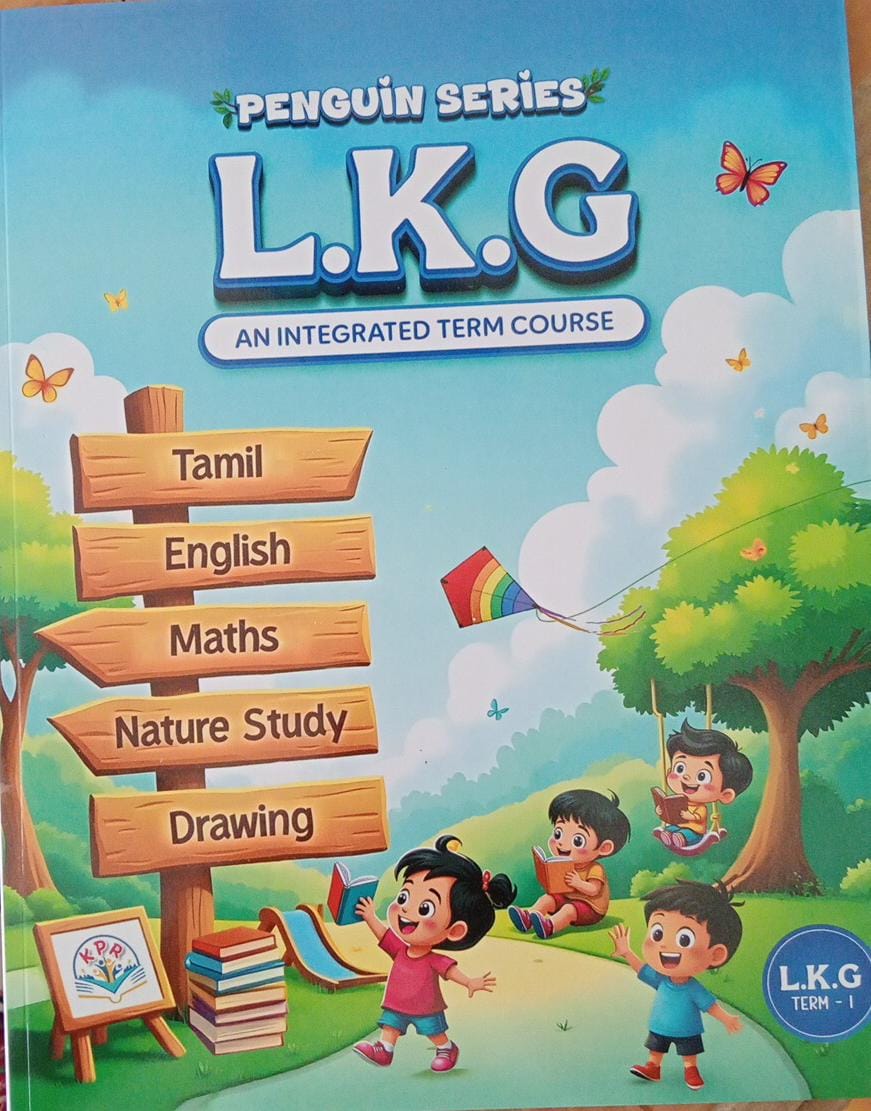 PENGUIN SERIES
L.K.G
AN INTEGRATED TERM COURSE
Tamil
English
Maths
Nature Study
Drawing
KPR
L.K.G
TERM - I